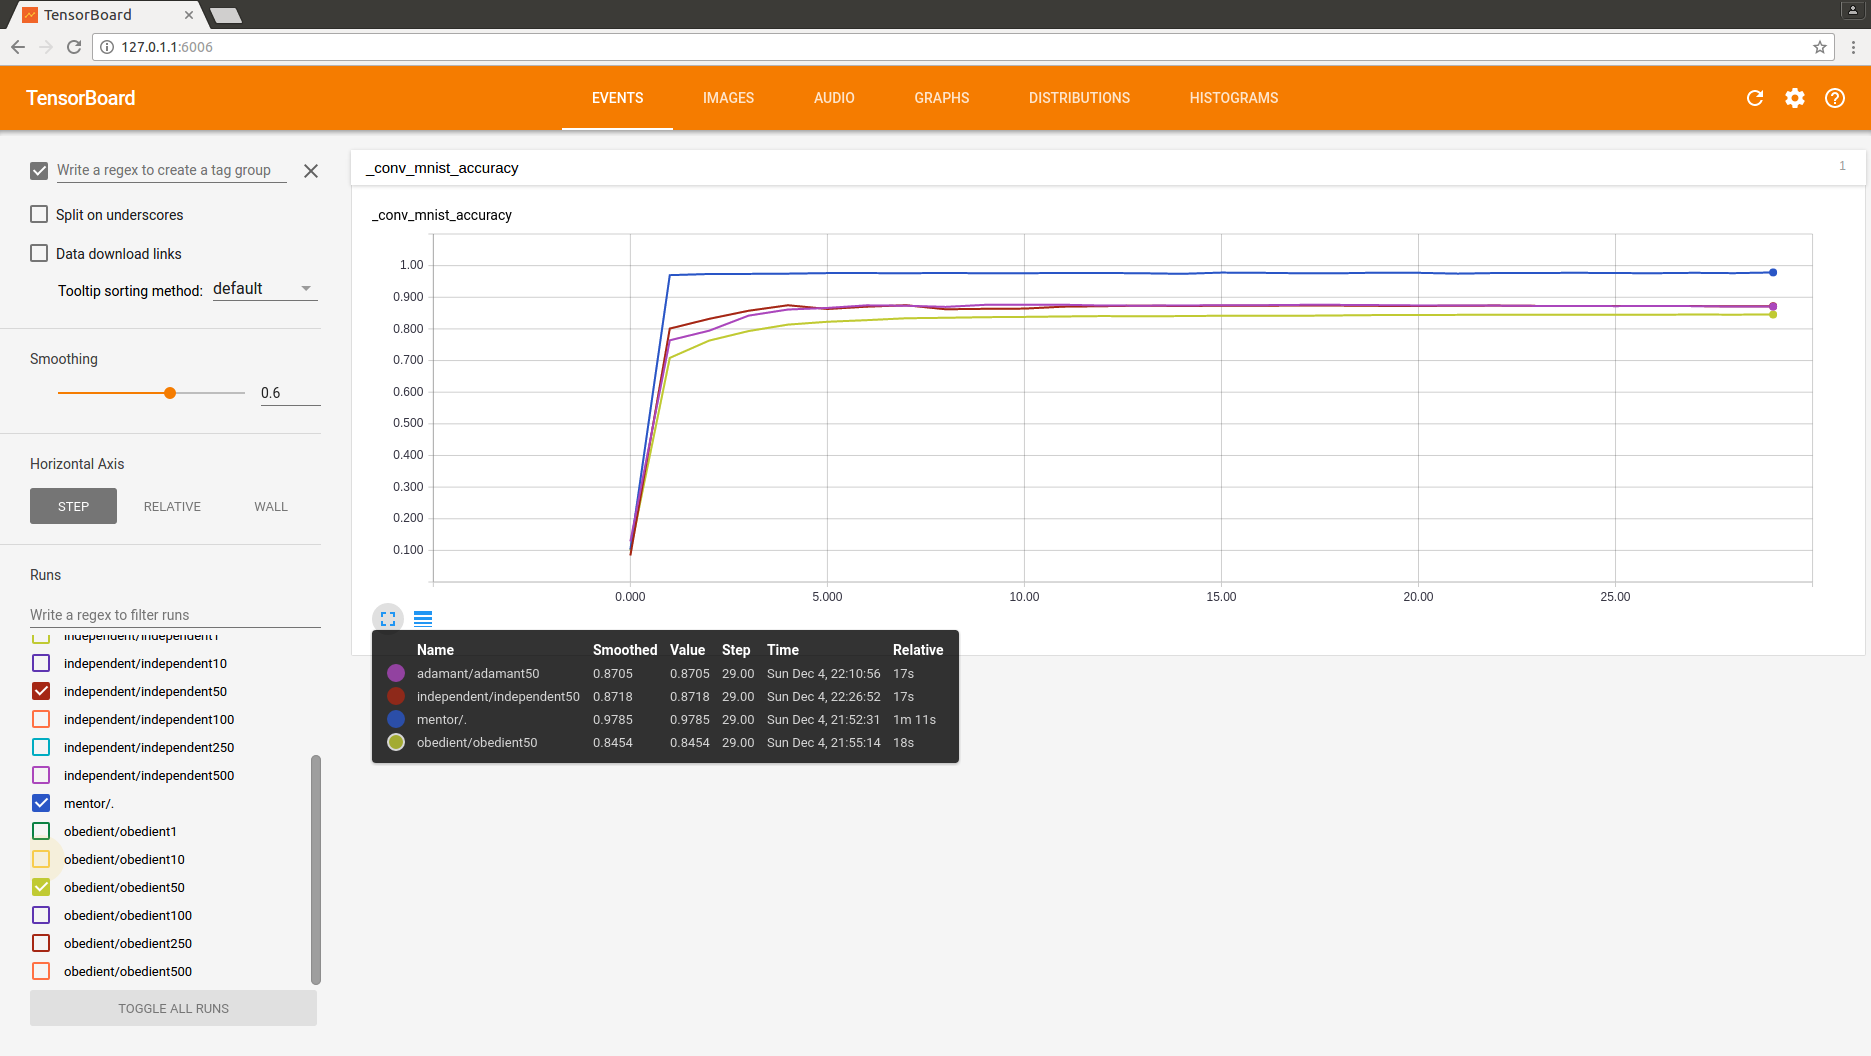 TensorBoard
127.0.1.1:6006
TensorBoard
EVENTS
IMAGES
AUDIO
GRAPHS
DISTRIBUTIONS
HISTOGRAMS
Write a regex to create a tag group
Split on underscores
Data download links
Tooltip sorting method: default
Smoothing
0.6
Horizontal Axis
STEP
RELATIVE
WALL
Runs
Write a regex to filter runs
independent/independent1
independent/independent10
independent/independent50
independent/independent100
independent/independent250
independent/independent500
mentor/.
obedient/obedient1
obedient/obedient10
obedient/obedient50
obedient/obedient100
obedient/obedient250
obedient/obedient500
TOGGLE ALL RUNS
_conv_mnist_accuracy
1
_conv_mnist_accuracy
1.00
0.900
0.800
0.700
0.600
0.500
0.400
0.300
0.200
0.100
0.000
5.000
10.00
15.00
20.00
25.00
Name Smoothed Value Step Time Relative
adamant/adamant50 0.8705 0.8705 29.00 Sun Dec 4, 22:10:56 17s
independent/independent50 0.8718 0.8718 29.00 Sun Dec 4, 22:26:52 17s
mentor/. 0.9785 0.9785 29.00 Sun Dec 4, 21:52:31 1m 11s
obedient/obedient50 0.8454 0.8454 29.00 Sun Dec 4, 21:55:14 18s